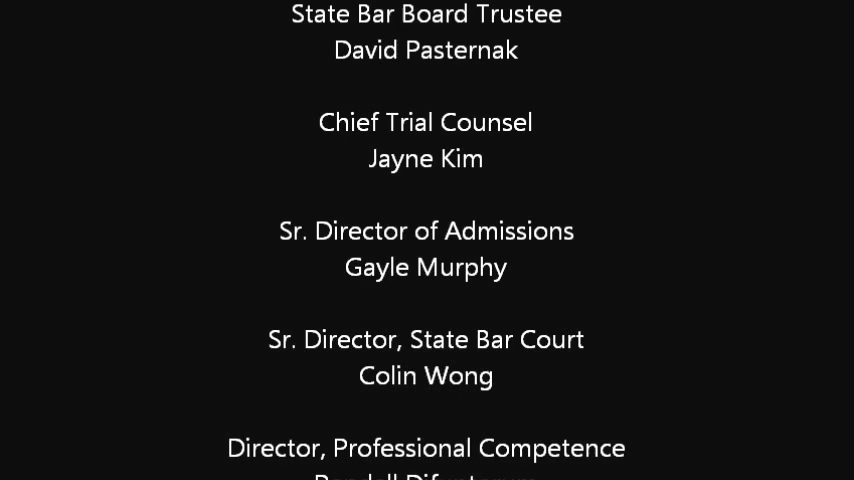 State Bar Board Trustee
David Pasternak
Chief Trial Counsel
Jayne Kim
Sr. Director of Admissions
Gayle Murphy
Sr. Director, State Bar Court
Colin Wong
Director, Professional Competence